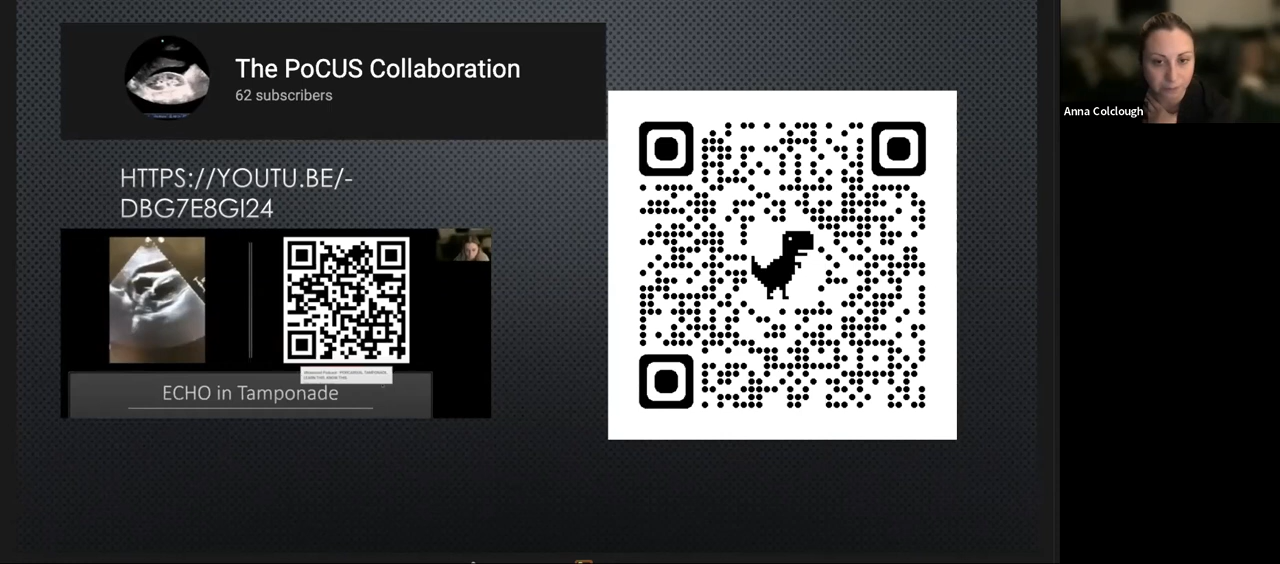 The PoCUS Collaboration
62 subscribers
HTTPS://YOUTU.BE/-
DBG7E8GI24
ECHO in Tamponade
Anna Colclough